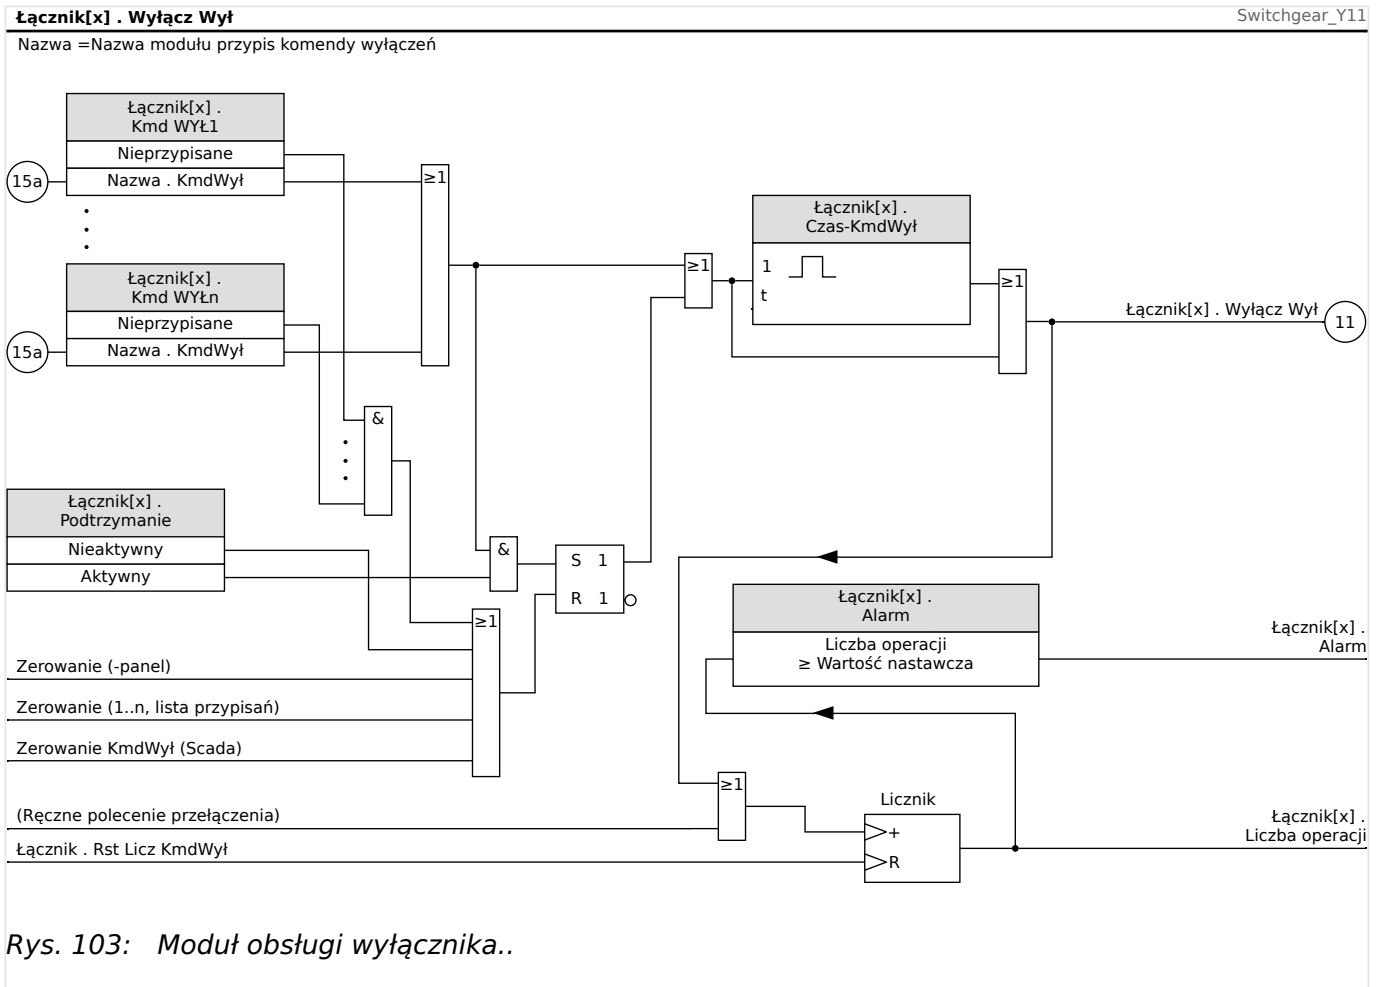 Łącznik[x] . Wyłącz Wył
Switchgear_Y11
Nazwa =Nazwa modułu przypis komendy wyłączeń
Łącznik[x] .
Kmd WYŁ1
Nieprzypisane
15a
Nazwa . KmdWył
≥1
Łącznik[x] .
Czas-KmdWył
1
t
Łącznik[x] .
Kmd WYŁn
Nieprzypisane
15a
Nazwa . KmdWył
≥1
≥1
Łącznik[x] . Wyłącz Wył
11
&
Łącznik[x] .
Podtrzymanie
Nieaktywny
Aktywny
&
S 1
R 1
≥1
Łącznik[x] .
Alarm
Liczba operacji
≥ Wartość nastawcza
Łącznik[x] .
Alarm
Zerowanie (-panel)
Zerowanie (1..n, lista przypisań)
Zerowanie KmdWył (Scada)
≥1
(Ręczne polecenie przełączenia)
Łącznik . Rst Licz KmdWył
Licznik
+
R
Łącznik[x] .
Liczba operacji
Rys. 103: Moduł obsługi wyłącznika..